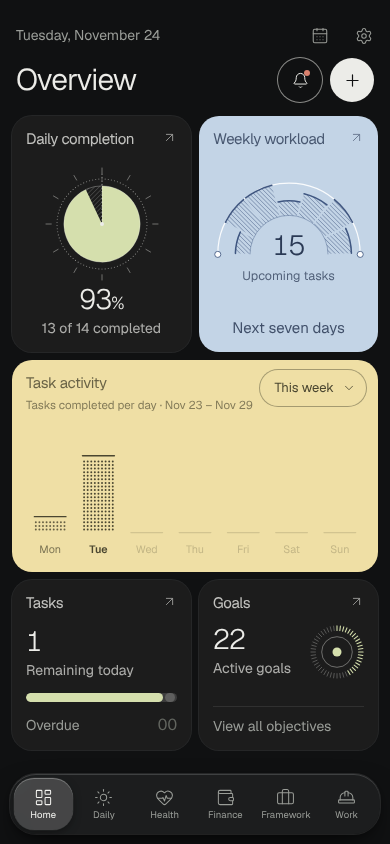 Tuesday, November 24
Overview
Daily completion
93%
13 of 14 completed
Weekly workload
15
Upcoming tasks
Next seven days
Task activity
This week
Tasks completed per day · Nov 23 – Nov 29
Mon Tue Wed Thu Fri Sat Sun
Tasks
1
Remaining today
Overdue 00
Goals
22
Active goals
View all objectives
Home Daily Health Finance Framework Work